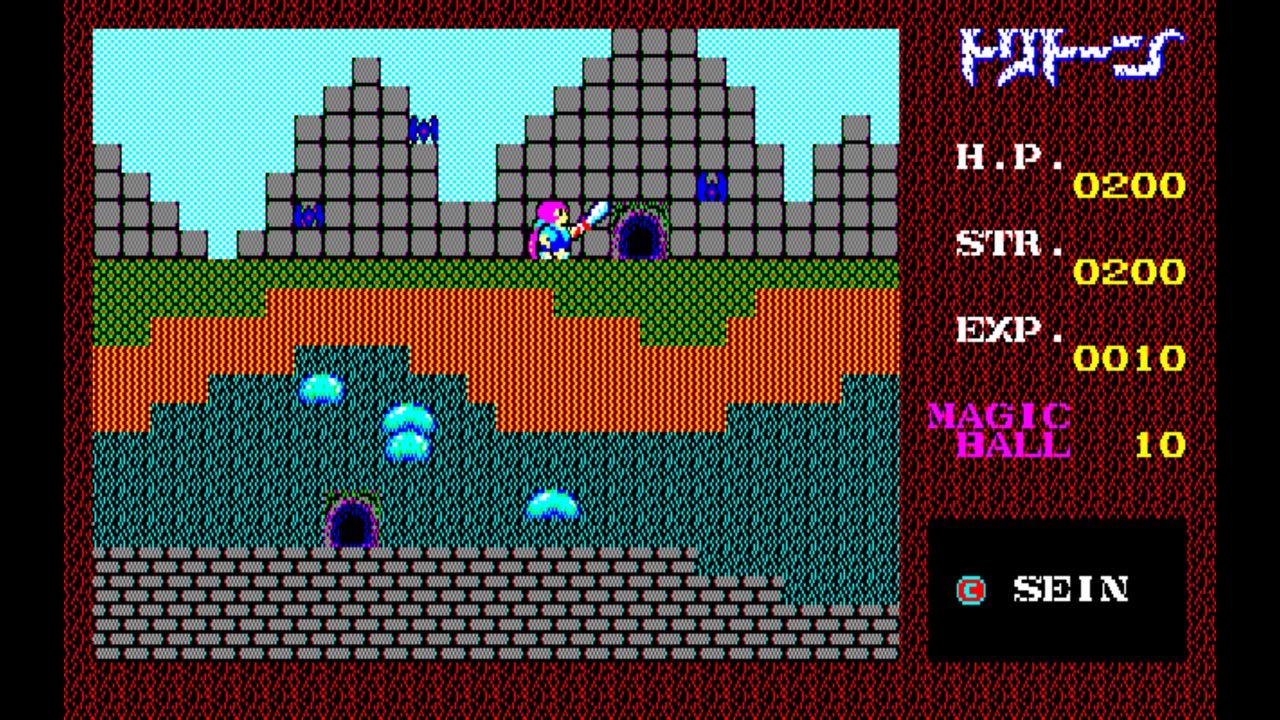 トリトーン
H.P.
0200
STR.
0200
EXP.
0010
MAGIC
BALL 10
© SEIN